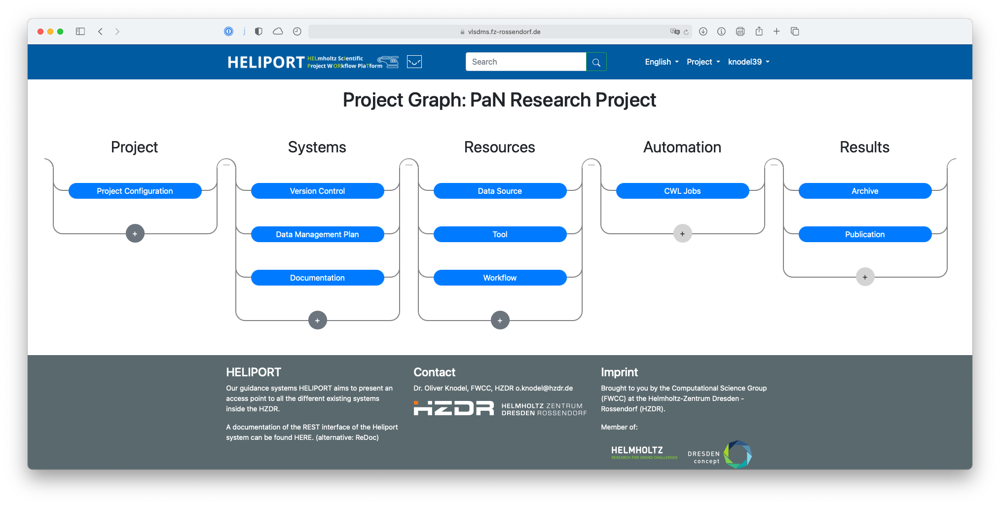 vlsdms.fz-rossendorf.de
HELIPORT HELmholtz ScIentific
Project WORkflow PlaTform
Search
English Project knodel39
Project Graph: PaN Research Project
Project Systems Resources Automation Results
Project Configuration Version Control Data Source CWL Jobs Archive
+ Data Management Plan Tool + Publication
Documentation Workflow +
+ +
HELIPORT
Our guidance systems HELIPORT aims to present an
access point to all the different existing systems
inside the HZDR.
A documentation of the REST interface of the Heliport
system can be found HERE. (alternative: ReDoc)
Contact
Dr. Oliver Knodel, FWCC, HZDR o.knodel@hzdr.de
HZDR HELMHOLTZ ZENTRUM
DRESDEN ROSSENDORF
Imprint
Brought to you by the Computational Science Group
(FWCC) at the Helmholtz-Zentrum Dresden -
Rossendorf (HZDR).
Member of:
HELMHOLTZ
RESEARCH FOR GRAND CHALLENGES
DRESDEN
concept